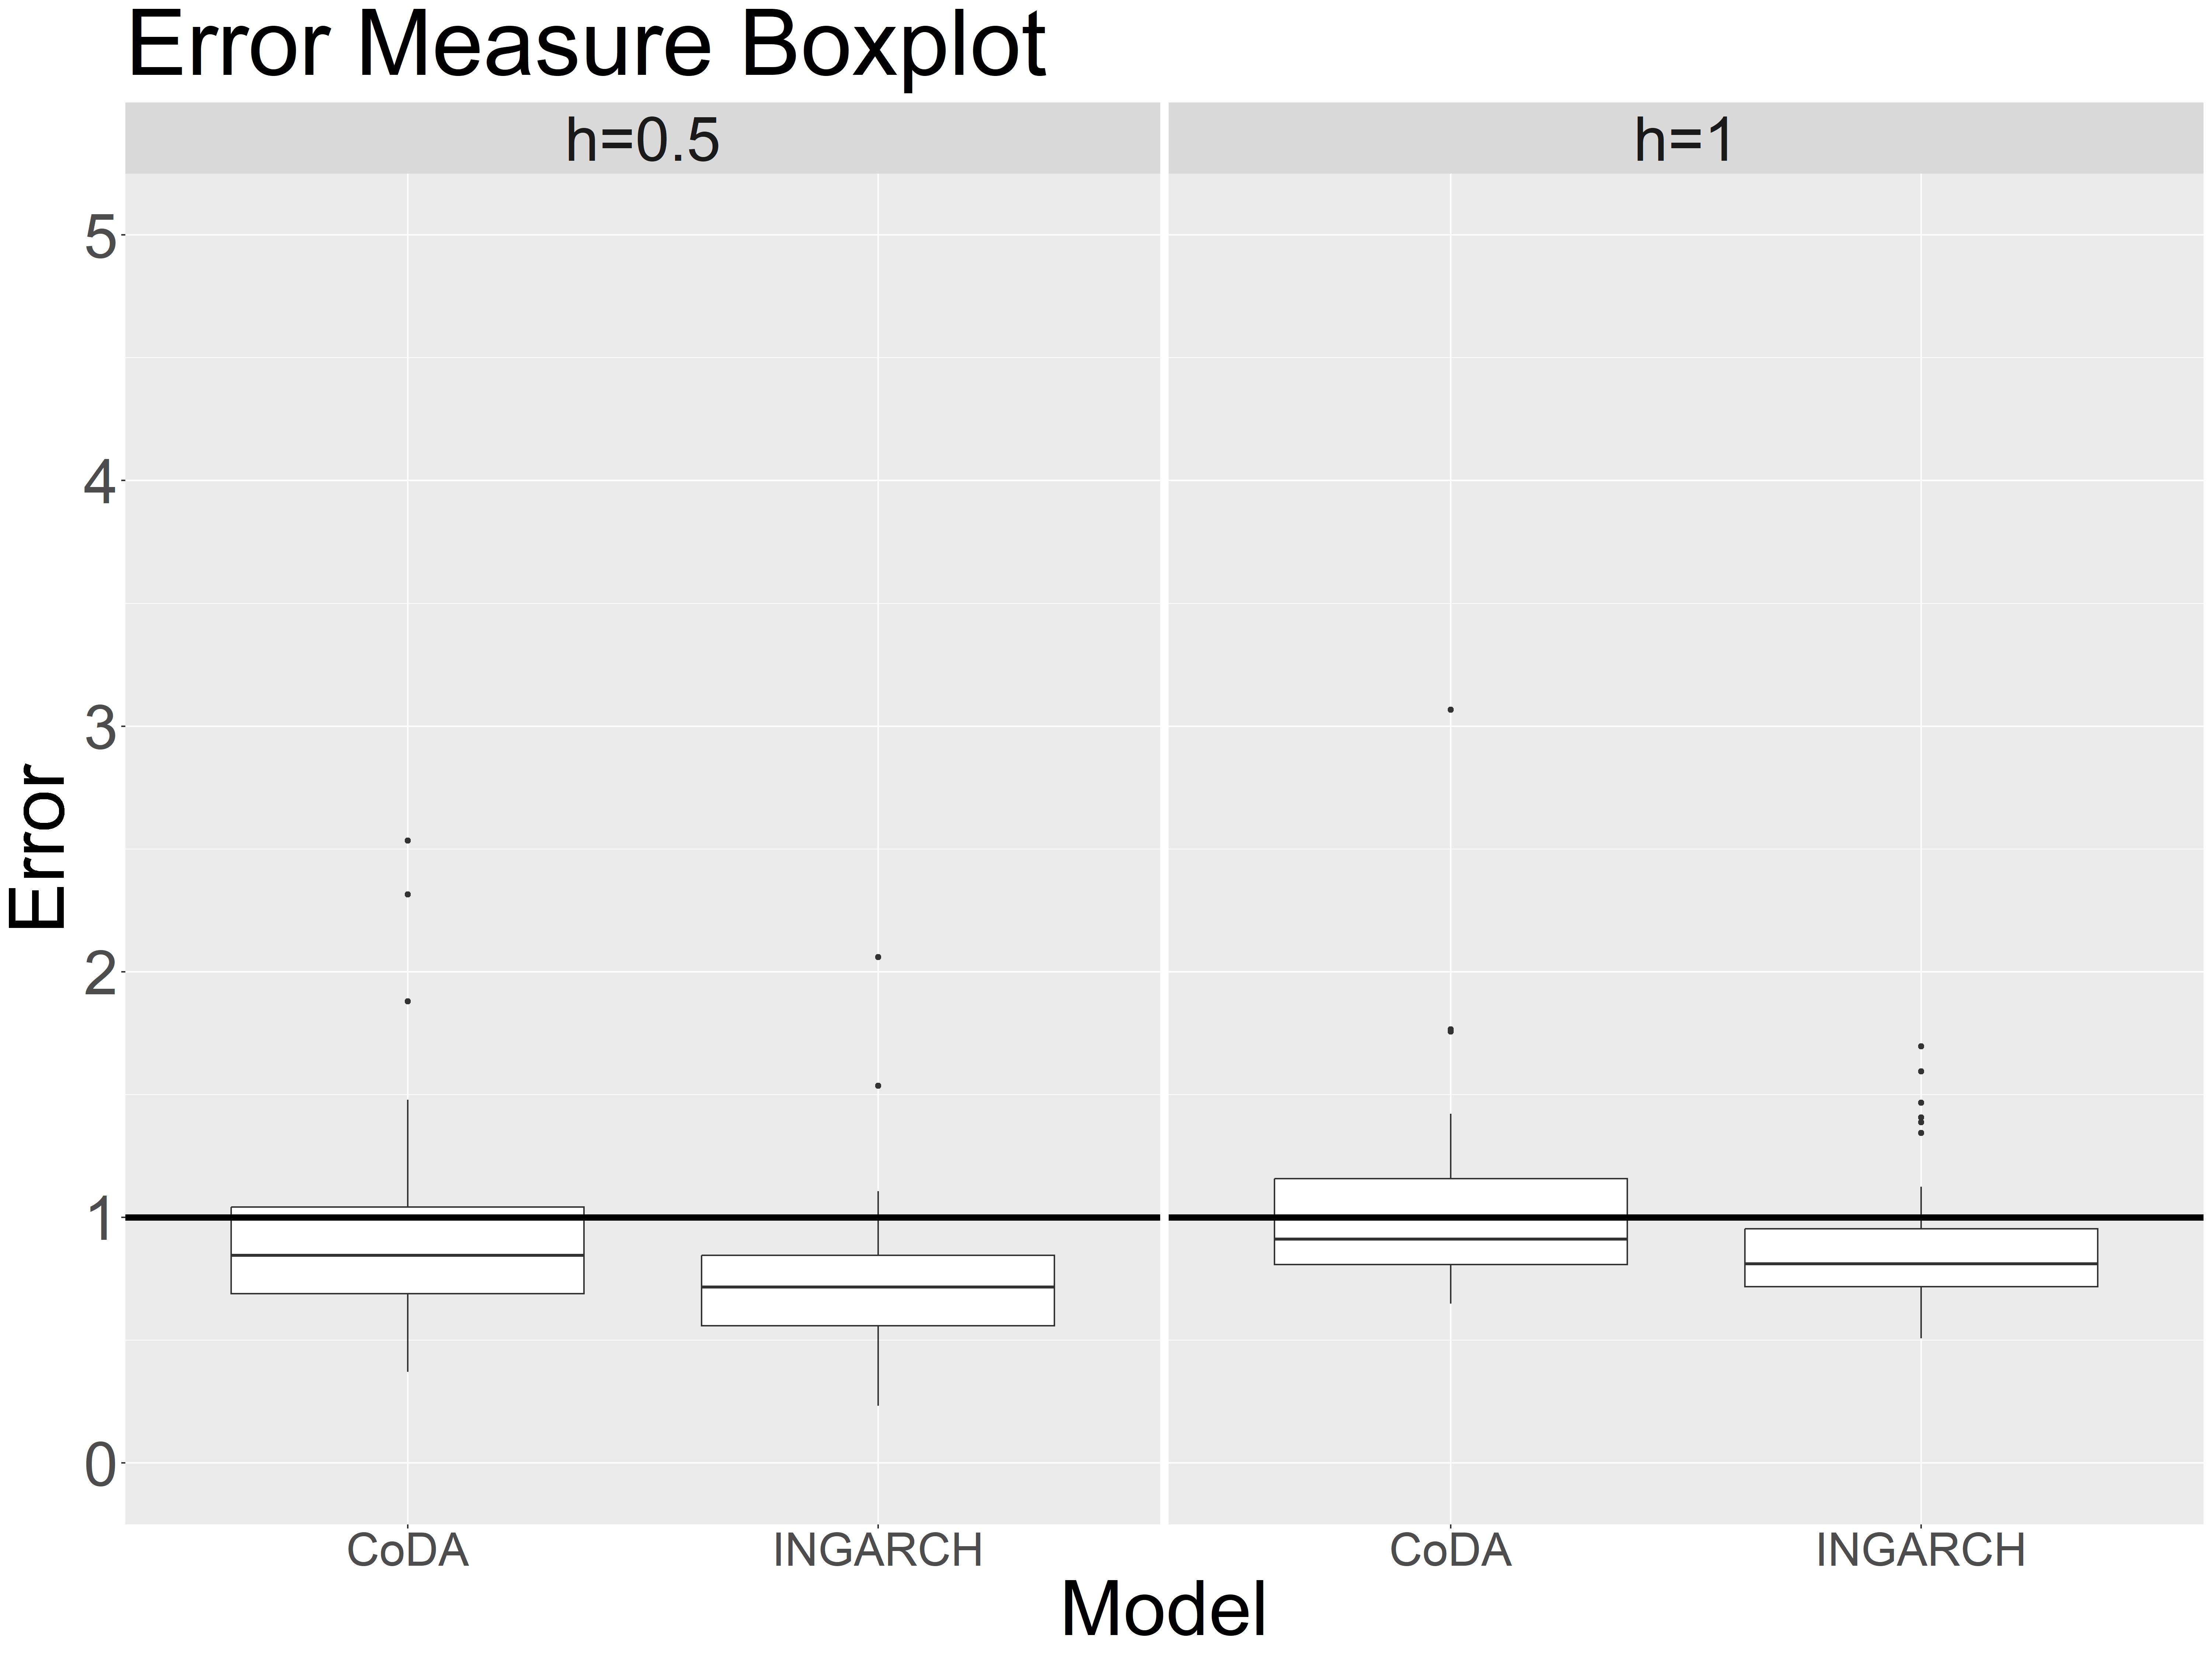 Error Measure Boxplot
h=0.5
h=1
5
4
3
2
1
0
Error
CoDA
INGARCH
CoDA
INGARCH
Model